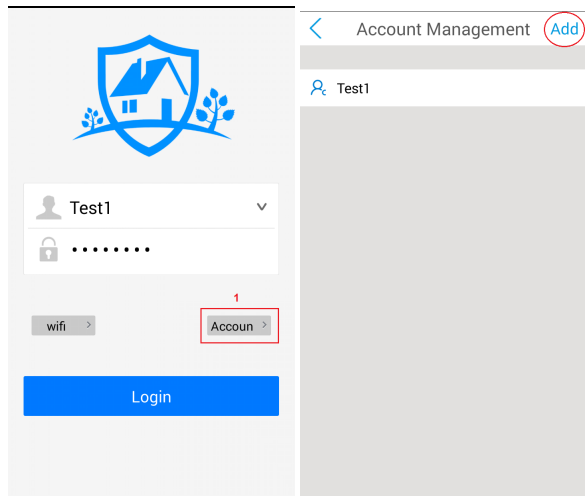 Test1
••••••••
1
wifi >
Accoun >
Login
Account Management Add
Test1